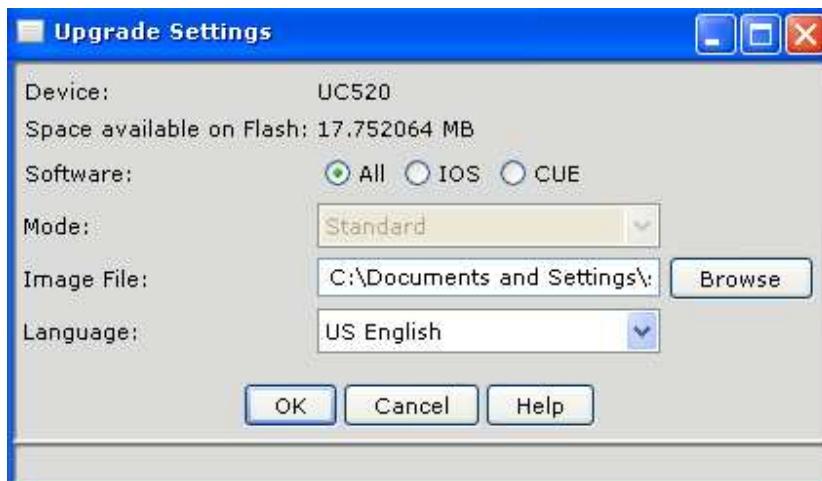 Upgrade Settings
Device: UC520
Space available on Flash: 17.752064 MB
Software: All IOS CUE
Mode: Standard
Image File: C:\Documents and Settings\ Browse
Language: US English
OK Cancel Help